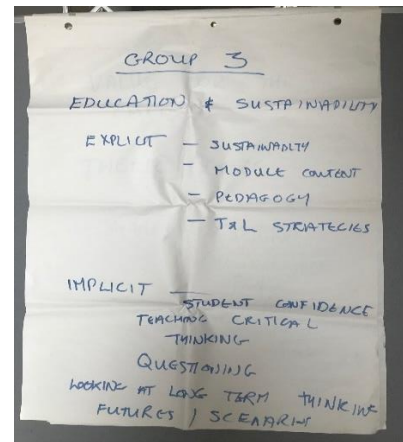 GROUP 3
EDUCATION & SUSTAINABILITY
EXPLICIT — SUSTAINABILTY
— MODULE CONTENT
— PEDAGOGY
— T&L STRATEGIES
IMPLICIT —
STUDENT CONFIDENCE
TEACHING CRITICAL
THINKING
QUESTIONING
LOOKING AT LONG TERM THINKING
FUTURES / SCENARIOS